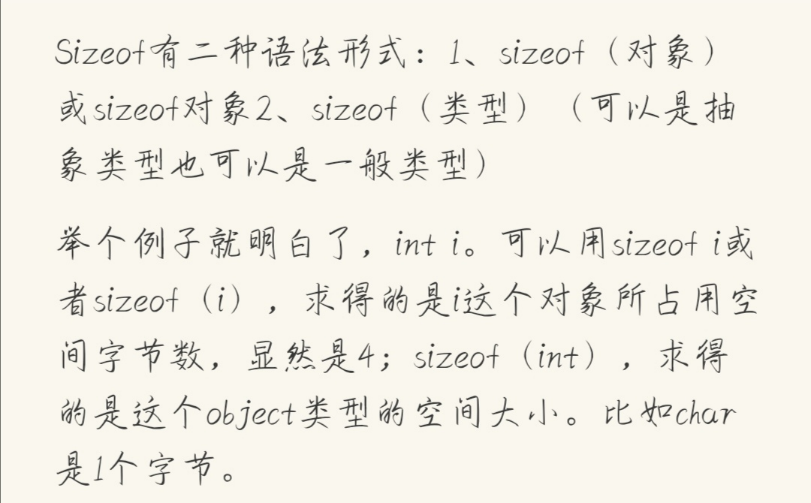 Sizeof有二种语法形式：1、sizeof（对象）
或sizeof对象2、sizeof（类型）（可以是抽
象类型也可以是一般类型）
举个例子就明白了，int i。可以用sizeof i或
者sizeof（i），求得的是i这个对象所占用空
间字节数，显然是4；sizeof（int），求得
的是这个object类型的空间大小。比如char
是1个字节。